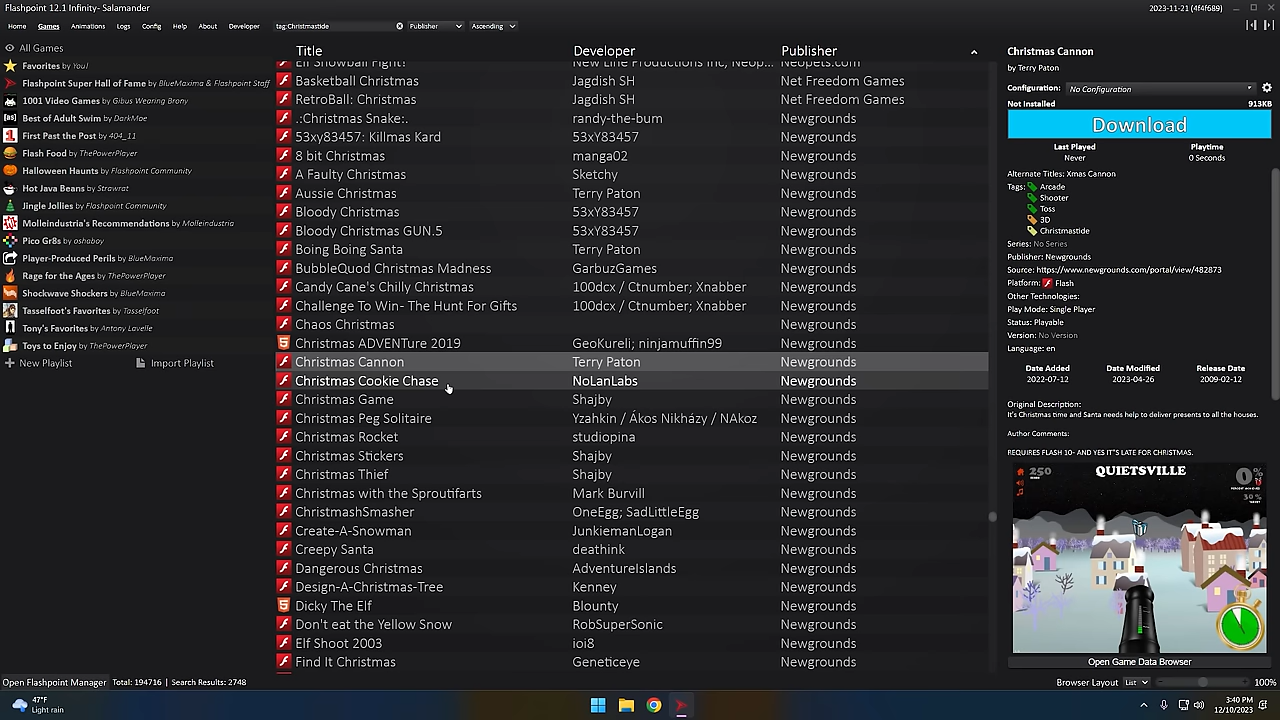 Flashpoint 12.1 Infinity- Salamander
2023-11-21 (4f4f689)
Home Games Animations Logs Config Help About Developer tag:Christmastide Publisher Ascending
All Games
Favorites by You!
Flashpoint Super Hall of Fame by BlueMaxima & Flashpoint Staff
1001 Video Games by Gibus Wearing Brony
Best of Adult Swim by DarkMoe
First Past the Post by 404_11
Flash Food by ThePowerPlayer
Halloween Haunts by Flashpoint Community
Hot Java Beans by Strawrat
Jingle Jollies by Flashpoint Community
Molleindustria's Recommendations by Molleindustria
Pico Gr8s by oshaboy
Player-Produced Perils by BlueMaxima
Rage for the Ages by ThePowerPlayer
Shockwave Shockers by BlueMaxima
Tasselfoot's Favorites by Tasselfoot
Tony's Favorites by Antony Lavelle
Toys to Enjoy by ThePowerPlayer
New Playlist Import Playlist
Title Developer Publisher
Elf Snowball Fight! New Line Productions Inc, Neop... Neopets.com
Basketball Christmas Jagdish SH Net Freedom Games
RetroBall: Christmas Jagdish SH Net Freedom Games
.:Christmas Snake:. randy-the-bum Newgrounds
53xy83457: Killmas Kard 53xY83457 Newgrounds
8 bit Christmas manga02 Newgrounds
A Faulty Christmas Sketchy Newgrounds
Aussie Christmas Terry Paton Newgrounds
Bloody Christmas 53xY83457 Newgrounds
Bloody Christmas GUN.5 53xY83457 Newgrounds
Boing Boing Santa Terry Paton Newgrounds
BubbleQuod Christmas Madness GarbuzGames Newgrounds
Candy Cane's Chilly Christmas 100dcx / Ctnumber; Xnabber Newgrounds
Challenge To Win- The Hunt For Gifts 100dcx / Ctnumber; Xnabber Newgrounds
Chaos Christmas Newgrounds
Christmas ADVENTure 2019 GeoKureli; ninjamuffin99 Newgrounds
Christmas Cannon Terry Paton Newgrounds
Christmas Cookie Chase NoLanLabs Newgrounds
Christmas Game Shajby Newgrounds
Christmas Peg Solitaire Yzahkin / Ákos Nikházy / NAkoz Newgrounds
Christmas Rocket studiopina Newgrounds
Christmas Stickers Shajby Newgrounds
Christmas Thief Shajby Newgrounds
Christmas with the Sproutifarts Mark Burvill Newgrounds
ChristmashSmasher OneEgg; SadLittleEgg Newgrounds
Create-A-Snowman JunkiemanLogan Newgrounds
Creepy Santa deathink Newgrounds
Dangerous Christmas AdventureIslands Newgrounds
Design-A-Christmas-Tree Kenney Newgrounds
Dicky The Elf Blounty Newgrounds
Don't eat the Yellow Snow RobSuperSonic Newgrounds
Elf Shoot 2003 ioi8 Newgrounds
Find It Christmas Geneticeye Newgrounds
Christmas Cannon
by Terry Paton
Configuration: No Configuration
Not Installed 913KB
Download
Last Played Playtime
Never 0 Seconds
Alternate Titles: Xmas Cannon
Tags: Arcade
Shooter
Toss
3D
Christmastide
Series: No Series
Publisher: Newgrounds
Source: https://www.newgrounds.com/portal/view/482873
Platform: Flash
Other Technologies:
Play Mode: Single Player
Status: Playable
Version: No Version
Language: en
Date Added Date Modified Release Date
2022-07-12 2023-04-26 2009-02-12
Original Description:
It's Christmas time and Santa needs help to deliver presents to all the houses.
Author Comments:
REQUIRES FLASH 10- AND YES IT"S LATE FOR CHRISTMAS.
250 QUIETSVILLE 0%
30%
Open Game Data Browser
Open Flashpoint Manager Total: 194716 | Search Results: 2748 Browser Layout List 100%
47°F
Light rain
3:40 PM
12/10/2023